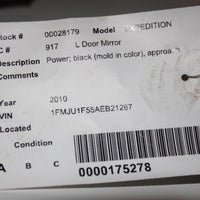 Stock # 00028179 Model EXPEDITION
IC # 917 L Door Mirror
Description Power; black (mold in color), approach
Comments
Year 2010
VIN 1FMJU1F55AEB21267
Located
Condition
A B C 0000175278